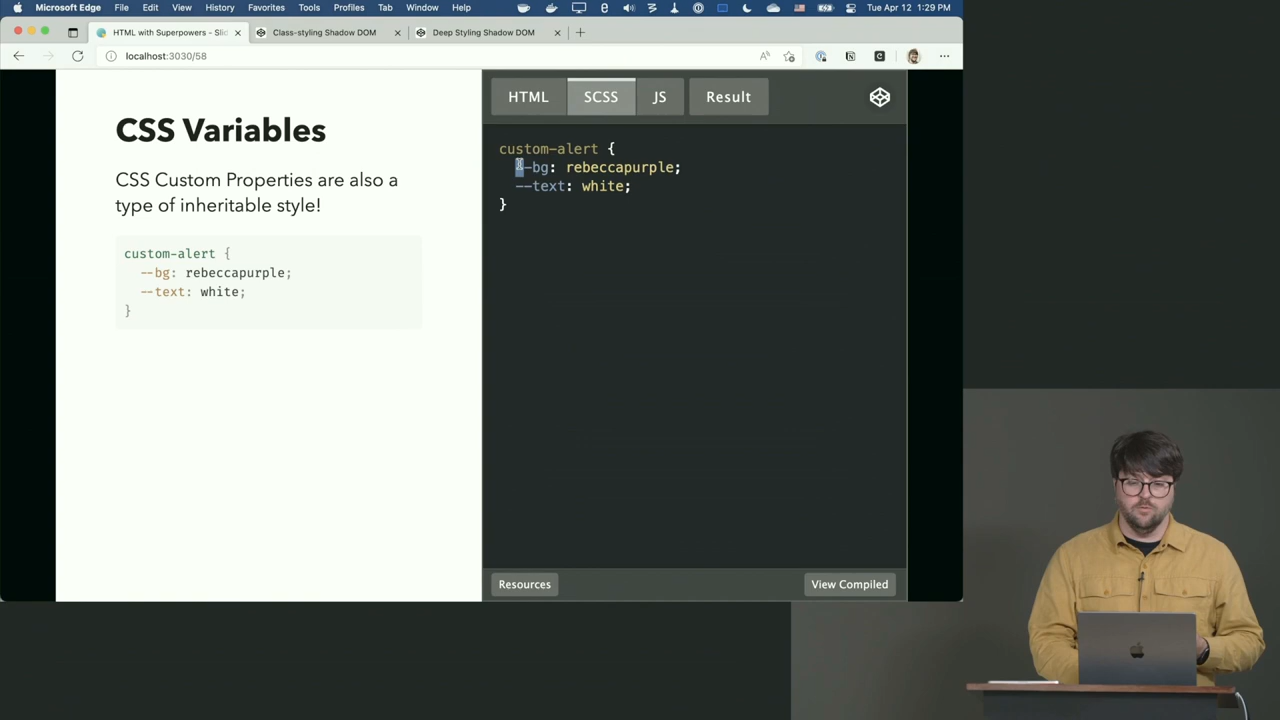 Microsoft Edge File Edit View History Favorites Tools Profiles Tab Window Help Tue Apr 12 1:29 PM
HTML with Superpowers - Slid
Class-styling Shadow DOM
Deep Styling Shadow DOM
localhost:3030/58
CSS Variables
CSS Custom Properties are also a
type of inheritable style!
custom-alert {
--bg: rebeccapurple;
--text: white;
}
HTML SCSS JS Result
custom-alert {
--bg: rebeccapurple;
--text: white;
}
Resources View Compiled